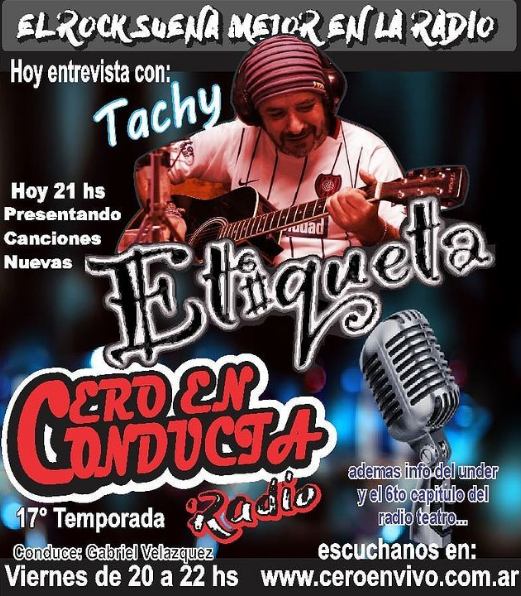 EL ROCK SUENA MEJOR EN LA RADIO
Hoy entrevista con:
Tachy
Hoy 21 hs
Presentando
Canciones
Nuevas
Etiqueta
CERO EN
CONDUCTA
Radio
17° Temporada
ademas info del under
y el 6to capitulo del
radio teatro...
Conduce: Gabriel Velazquez
escuchanos en:
Viernes de 20 a 22 hs
www.ceroenvivo.com.ar